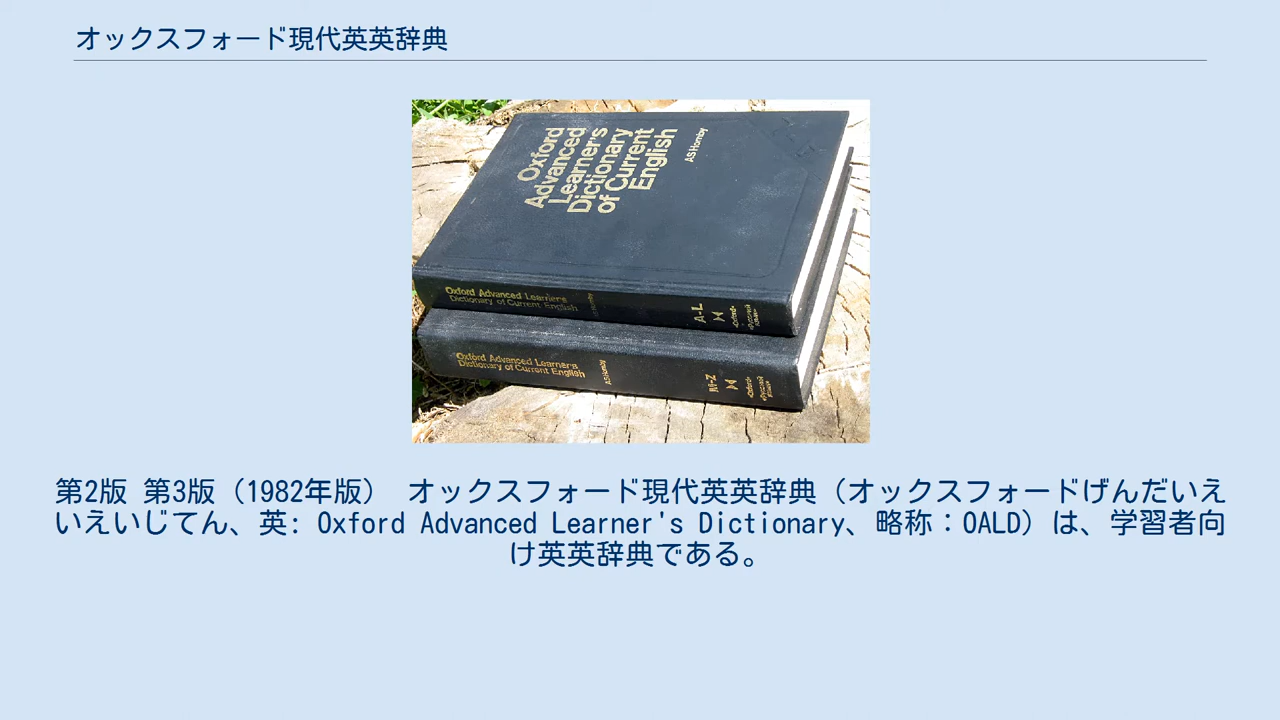 オックスフォード現代英英辞典
Oxford
Advanced
Learner's
Dictionary
of Current
English
AS Hornby
Oxford Advanced Learner's
Dictionary of Current English
AS Hornby
A-L
Oxford Advanced Learner's
Dictionary of Current English
AS Hornby
M-Z
第2版 第3版（1982年版） オックスフォード現代英英辞典（オックスフォードげんだいえ
いえいじてん、英: Oxford Advanced Learner's Dictionary、略称：OALD）は、学習者向
け英英辞典である。